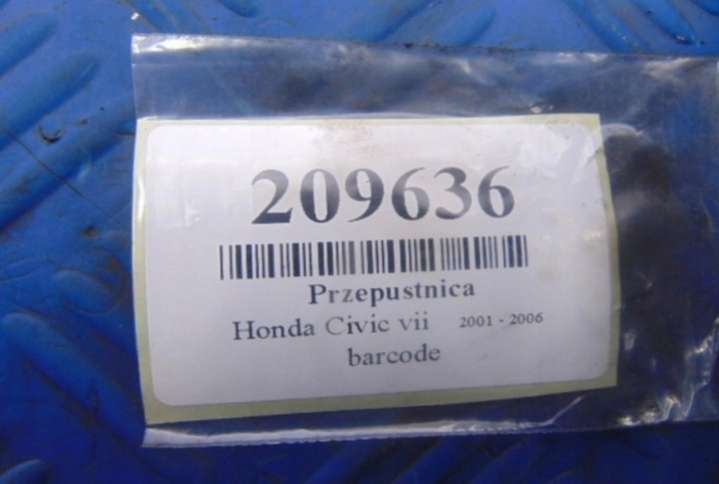 209636
Przepustnica
Honda Civic vii 2001 - 2006
barcode